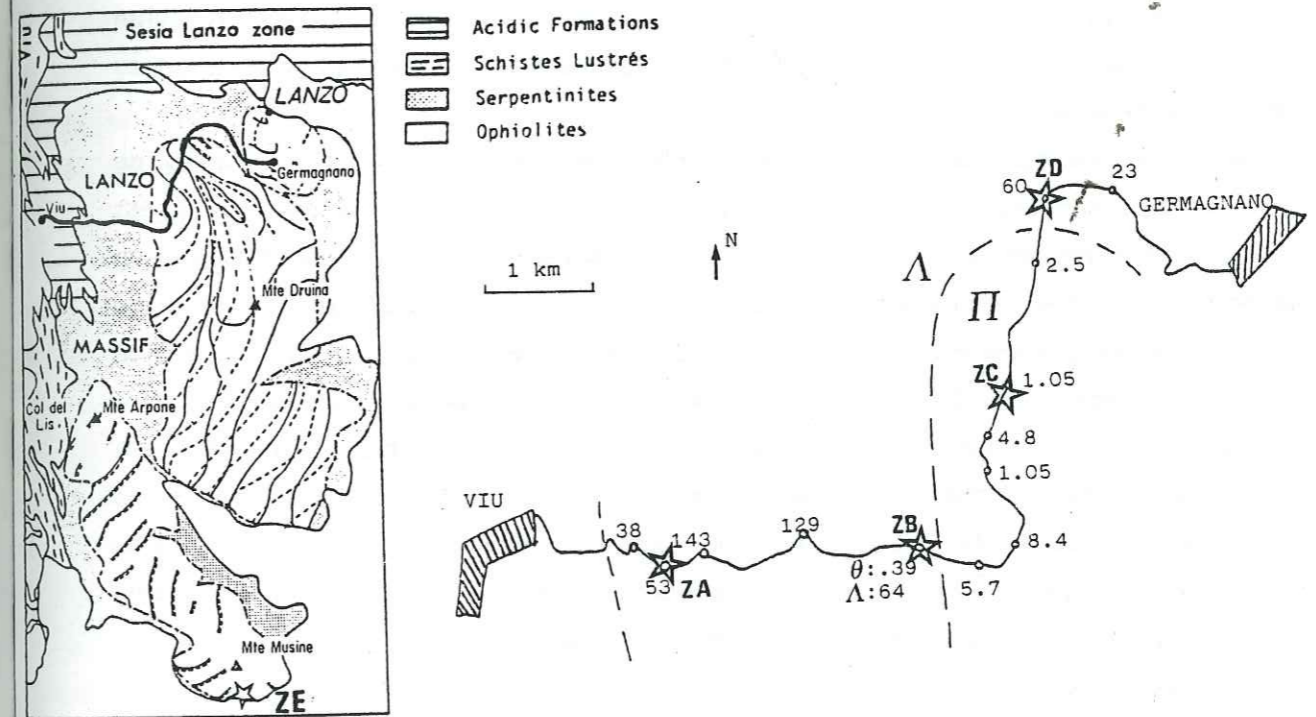 Sesia Lanzo zone
LANZO
Germagnano
LANZO
Viu
Mte Druina
MASSIF
Mte Arpone
Col del
Lis
Mte Musine
ZE
Acidic Formations
Schistes Lustrés
Serpentinites
Ophiolites
1 km
N
ZD
60
23
GERMAGNANO
Λ
2.5
Π
ZC
1.05
4.8
1.05
VIU
38
143
129
ZB
8.4
53
ZA
θ:.39
Λ:64
5.7